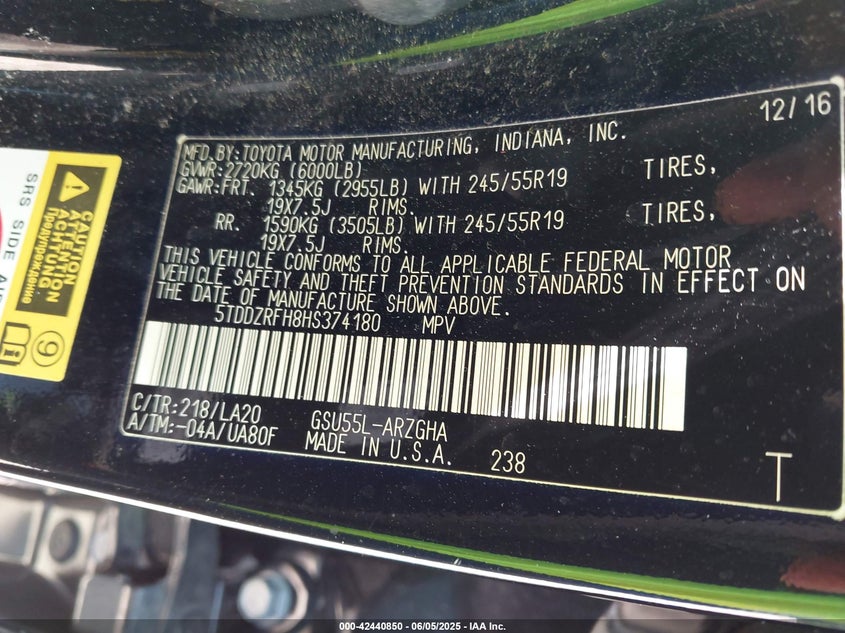 12/16
MFD.BY:TOYOTA MOTOR MANUFACTURING, INDIANA, INC.
GVWR:2720KG (6000LB)
GAWR:FRT. 1345KG (2955LB) WITH 245/55R19 TIRES,
19X7.5J RIMS.
RR. 1590KG (3505LB) WITH 245/55R19 TIRES,
19X7.5J RIMS.
THIS VEHICLE CONFORMS TO ALL APPLICABLE FEDERAL MOTOR
VEHICLE SAFETY AND THEFT PREVENTION STANDARDS IN EFFECT ON
THE DATE OF MANUFACTURE SHOWN ABOVE.
5TDDZRFH8HS374180 MPV
C/TR:218/LA20 GSU55L-ARZGHA
A/TM:-04A/UA80F MADE IN U.S.A. 238
T
CAUTION
ATTENTION
ACHTUNG
Предупреждение
SRS SIDE
9
000-42440850 - 06/05/2025 - IAA Inc.